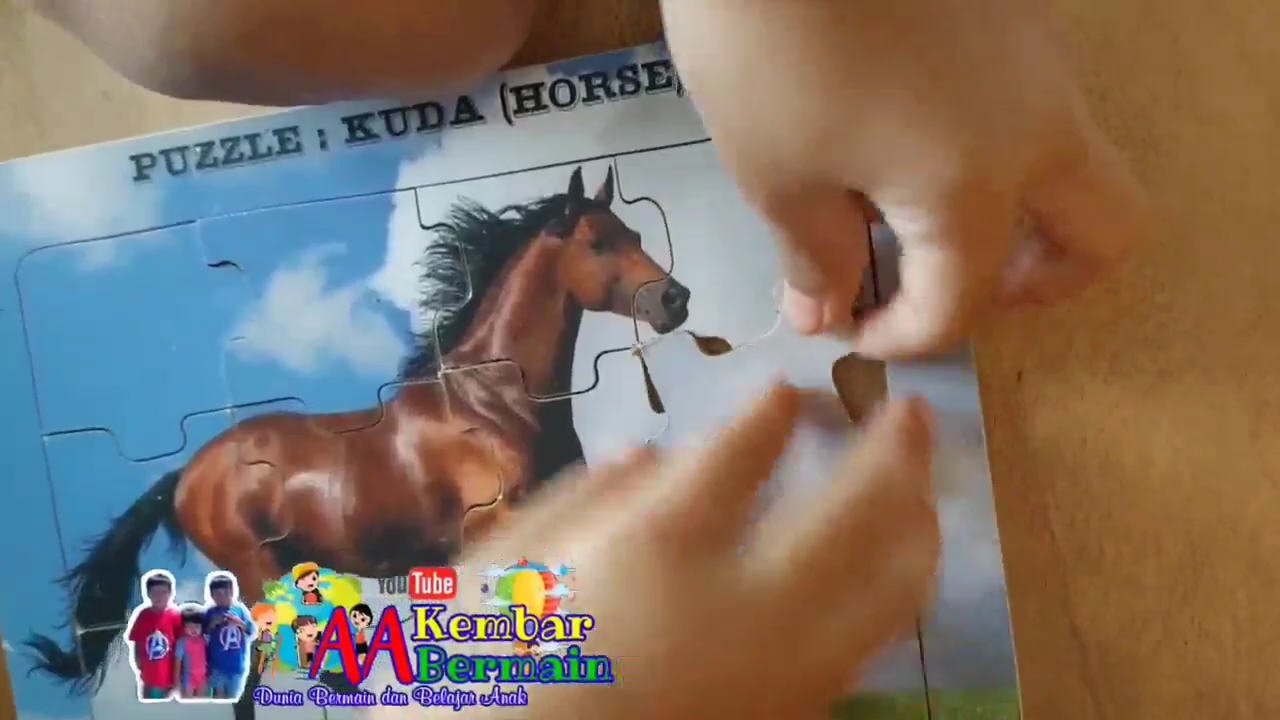 PUZZLE : KUDA (HORSE)
YouTube
AA Kembar
Bermain
Dunia Bermain dan Belajar Anak